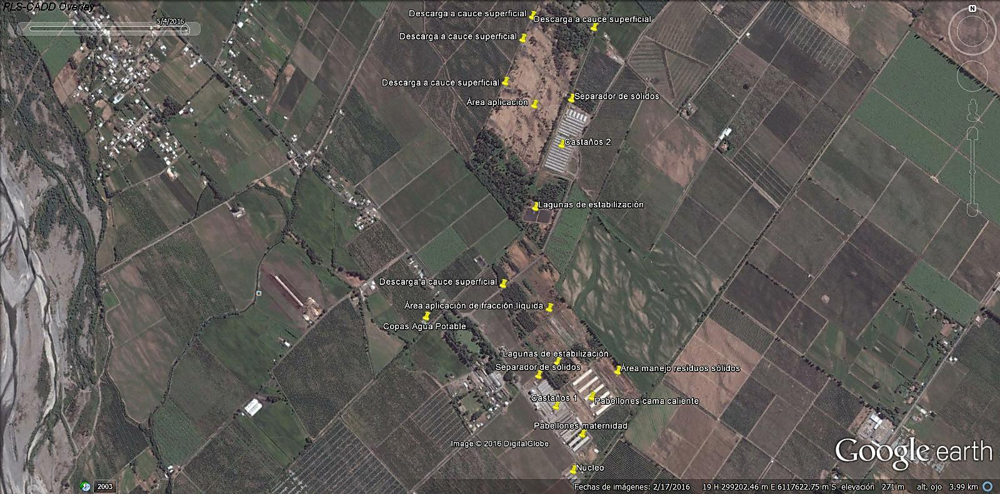 PLS-CADD Overlay
5/4/2016
N
Descarga a cauce superficial
Descarga a cauce superficial
Descarga a cauce superficial
Descarga a cauce superficial
Separador de sólidos
Área aplicación
Castaños 2
Lagunas de estabilización
Descarga a cauce superficial
Área aplicación de fracción líquida
Copas Agua Potable
Lagunas de estabilización
Separador de sólidos
Área manejo residuos sólidos
Castaños 1
Pabellones cama caliente
Pabellones maternidad
Image © 2016 DigitalGlobe
Google earth
Nucleo
2003
Fechas de imágenes: 2/17/2016 19 H 299202.46 m E 6117622.75 m S elevación 271 m alt. ojo 3.99 km